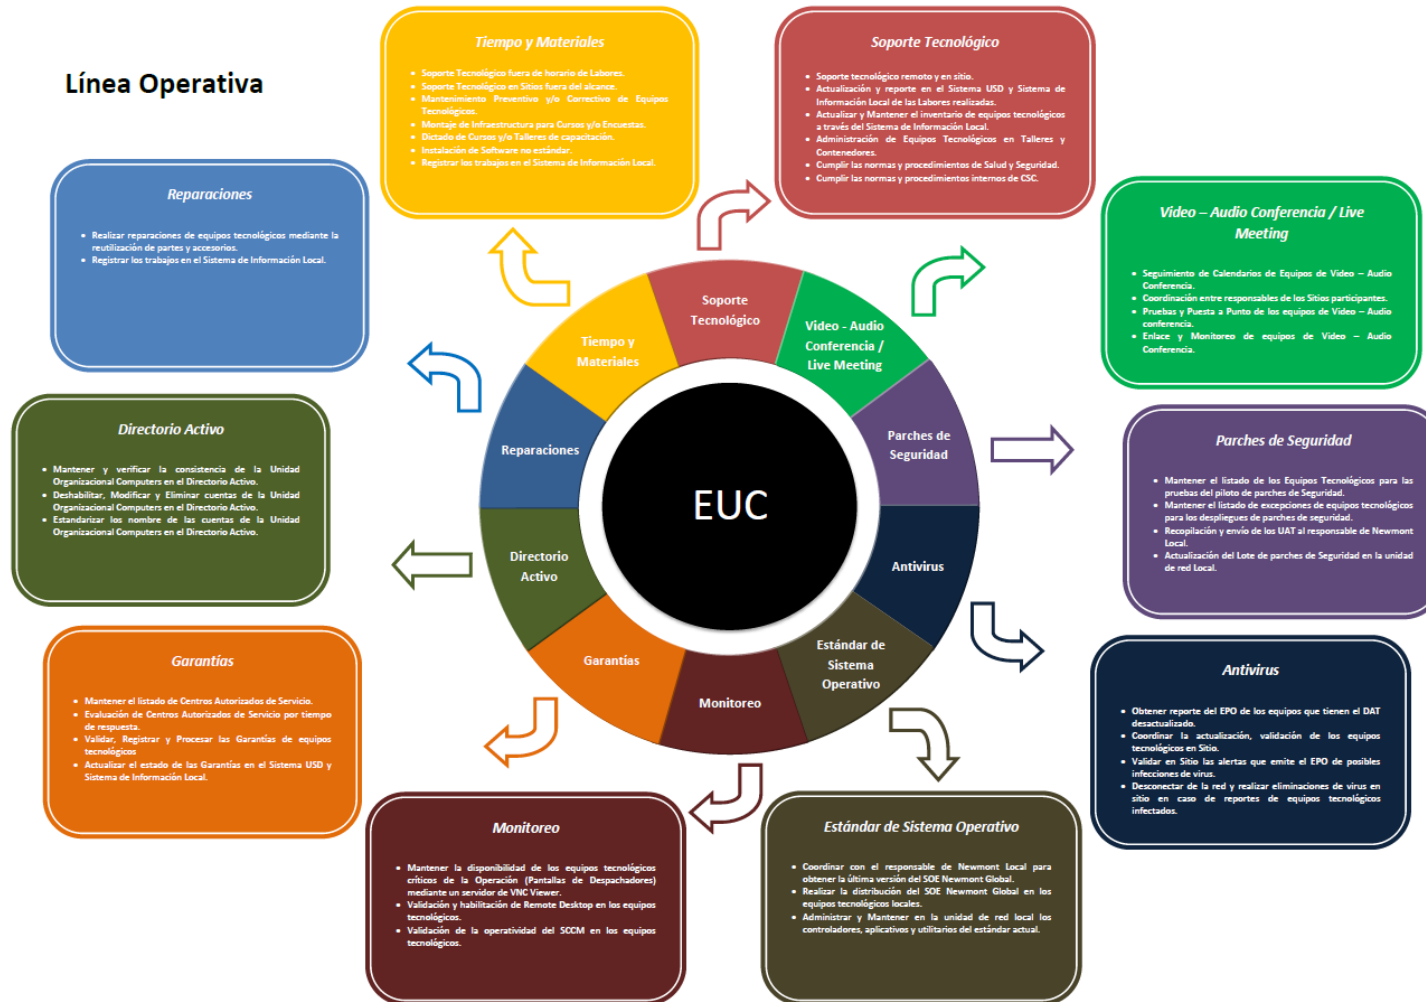 Línea Operativa
Tiempo y Materiales
• Soporte Tecnológico fuera de horario de Labores.
• Soporte Tecnológico en Sitios fuera del alcance.
• Mantenimiento Preventivo y/o Correctivo de Equipos
Tecnológicos.
• Montaje de Infraestructura para Cursos y/o Encuestas.
• Dictado de Cursos y/o Talleres de capacitación.
• Instalación de Software no estándar.
• Registrar los trabajos en el Sistema de Información Local.
Soporte Tecnológico
• Soporte tecnológico remoto y en sitio.
• Actualización y reporte en el Sistema USD y Sistema de
Información Local de las Labores realizadas.
• Actualizar y Mantener el inventario de equipos tecnológicos
a través del Sistema de Información Local.
• Administración de Equipos Tecnológicos en Talleres y
Contenedores.
• Cumplir las normas y procedimientos de Salud y Seguridad.
• Cumplir las normas y procedimientos internos de CSC.
Reparaciones
• Realizar reparaciones de equipos tecnológicos mediante la
reutilización de partes y accesorios.
• Registrar los trabajos en el Sistema de Información Local.
Video – Audio Conferencia / Live
Meeting
• Seguimiento de Calendarios de Equipos de Video – Audio
Conferencia.
• Coordinación entre responsables de los Sitios participantes.
• Pruebas y Puesta a Punto de los equipos de Video – Audio
conferencia.
• Enlace y Monitoreo de equipos de Video – Audio
Conferencia.
Directorio Activo
• Mantener y verificar la consistencia de la Unidad
Organizacional Computers en el Directorio Activo.
• Deshabilitar, Modificar y Eliminar cuentas de la Unidad
Organizacional Computers en el Directorio Activo.
• Estandarizar los nombre de las cuentas de la Unidad
Organizacional Computers en el Directorio Activo.
Parches de Seguridad
• Mantener el listado de los Equipos Tecnológicos para las
pruebas del piloto de parches de Seguridad.
• Mantener el listado de excepciones de equipos tecnológicos
para los despliegues de parches de seguridad.
• Recopilación y envío de los UAT al responsable de Newmont
Local.
• Actualización del Lote de parches de Seguridad en la unidad
de red Local.
Soporte
Tecnológico
Video - Audio
Conferencia /
Live Meeting
Parches de
Seguridad
Antivirus
Estándar de
Sistema
Operativo
Monitoreo
Garantías
Directorio
Activo
Reparaciones
Tiempo y
Materiales
EUC
Garantías
• Mantener el listado de Centros Autorizados de Servicio.
• Evaluación de Centros Autorizados de Servicio por tiempo
de respuesta.
• Validar, Registrar y Procesar las Garantías de equipos
tecnológicos
• Actualizar el estado de las Garantías en el Sistema USD y
Sistema de Información Local.
Antivirus
• Obtener reporte del EPO de los equipos que tienen el DAT
desactualizado.
• Coordinar la actualización, validación de los equipos
tecnológicos en Sitio.
• Validar en Sitio las alertas que emite el EPO de posibles
infecciones de virus.
• Desconectar de la red y realizar eliminaciones de virus en
sitio en caso de reportes de equipos tecnológicos
infectados.
Monitoreo
• Mantener la disponibilidad de los equipos tecnológicos
críticos de la Operación (Pantallas de Despachadores)
mediante un servidor de VNC Viewer.
• Validación y habilitación de Remote Desktop en los equipos
tecnológicos.
• Validación de la operatividad del SCCM en los equipos
tecnológicos.
Estándar de Sistema Operativo
• Coordinar con el responsable de Newmont Local para
obtener la última versión del SOE Newmont Global.
• Realizar la distribución del SOE Newmont Global en los
equipos tecnológicos locales.
• Administrar y Mantener en la unidad de red local los
controladores, aplicativos y utilitarios del estándar actual.